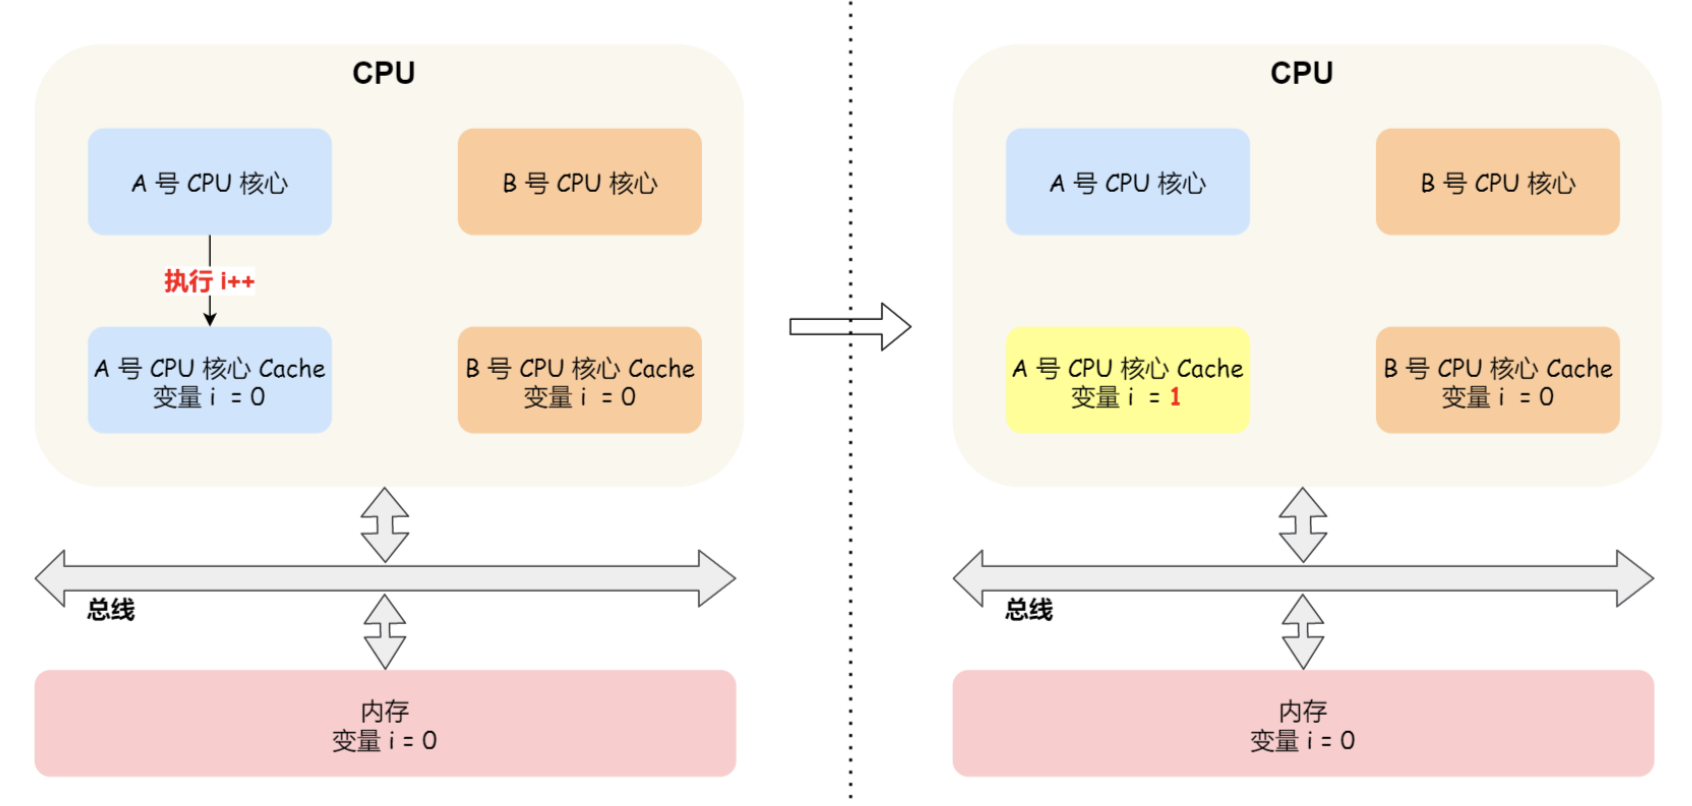 CPU
A 号 CPU 核心
B 号 CPU 核心
执行 i++
A 号 CPU 核心 Cache
变量 i = 0
B 号 CPU 核心 Cache
变量 i = 0
总线
内存
变量 i = 0
CPU
A 号 CPU 核心
B 号 CPU 核心
A 号 CPU 核心 Cache
变量 i = 1
B 号 CPU 核心 Cache
变量 i = 0
总线
内存
变量 i = 0